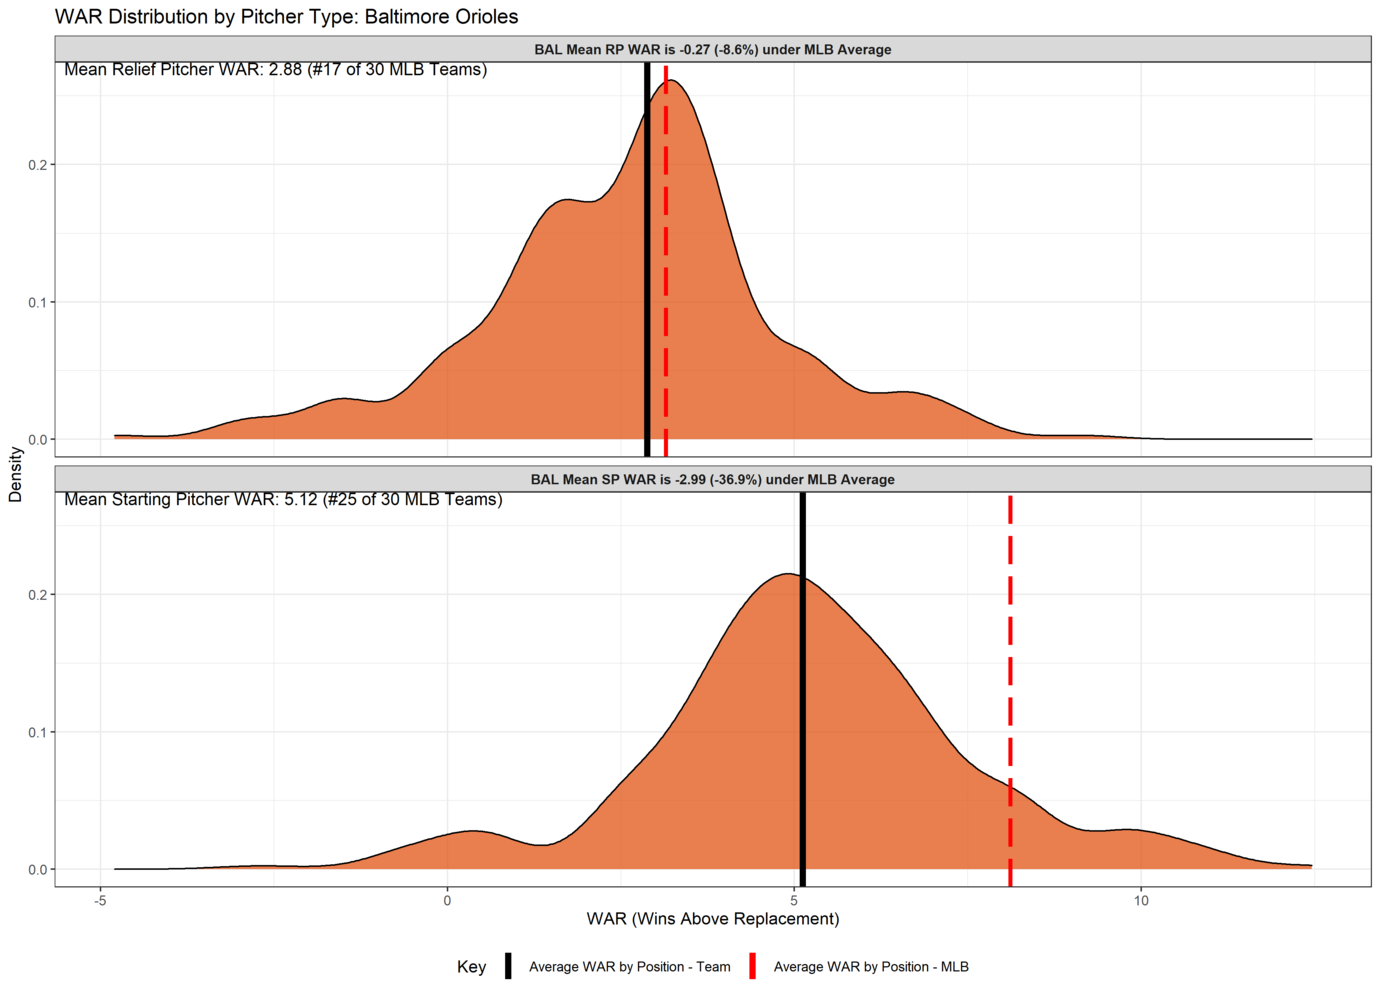 WAR Distribution by Pitcher Type: Baltimore Orioles
BAL Mean RP WAR is -0.27 (-8.6%) under MLB Average
Mean Relief Pitcher WAR: 2.88 (#17 of 30 MLB Teams)
0.2
0.1
0.0
Density
BAL Mean SP WAR is -2.99 (-36.9%) under MLB Average
Mean Starting Pitcher WAR: 5.12 (#25 of 30 MLB Teams)
0.2
0.1
0.0
-5 0 5 10
WAR (Wins Above Replacement)
Key Average WAR by Position - Team Average WAR by Position - MLB